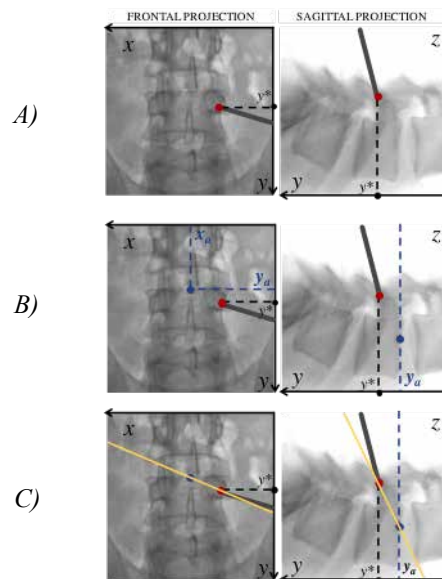 FRONTAL PROJECTION SAGITTAL PROJECTION
A)
x
y*
y
z
y*
y
B)
x
xₐ
yₐ
y*
y
z
y*
yₐ
y
C)
x
y*
y
z
y*
yₐ
y